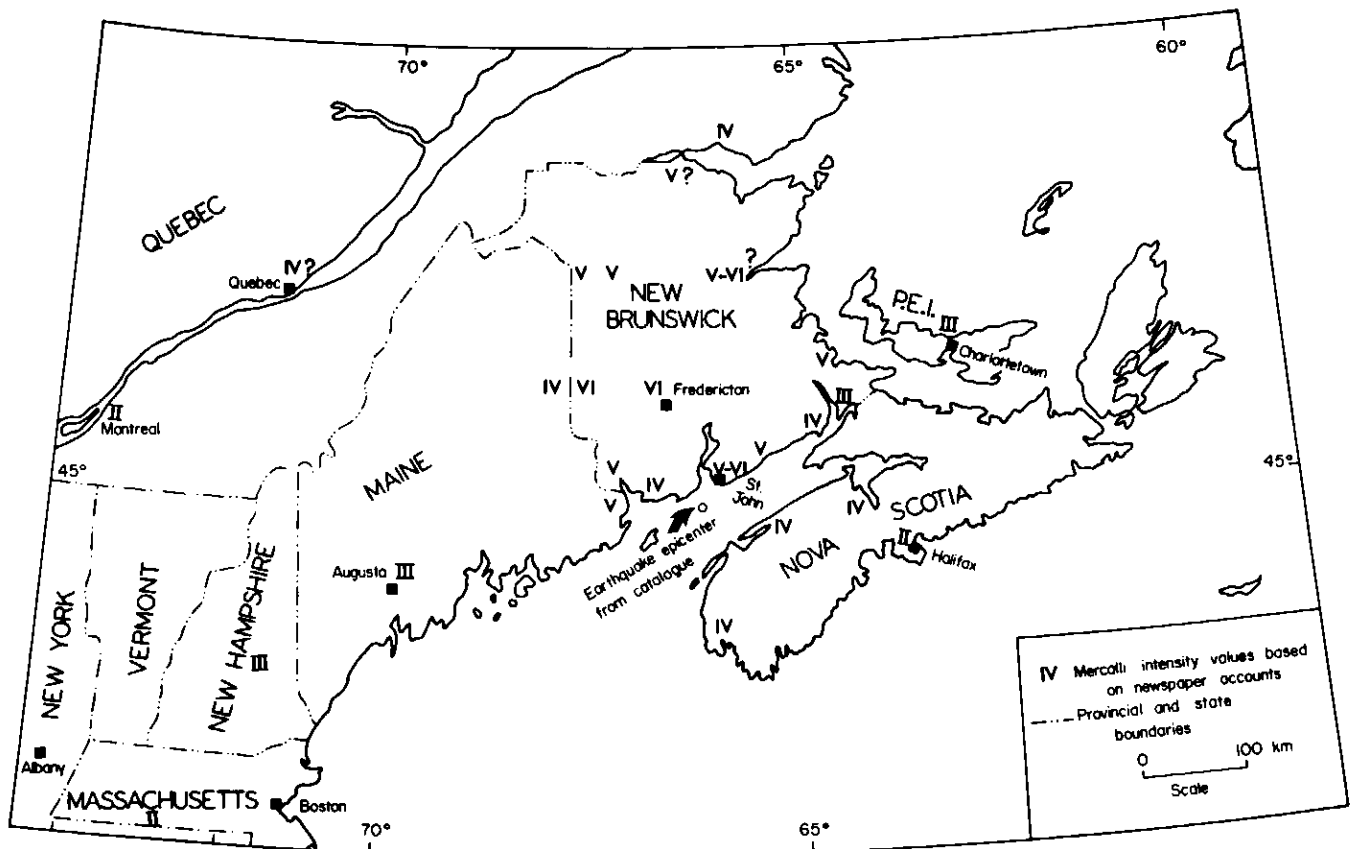 70°
65°
60°
IV
V?
QUEBEC
IV?
Quebec
V V
V-VI
?
NEW
BRUNSWICK
P.E.I.
III
Charlottetown
V
IV
VI
VI
Fredericton
III
II
Montreal
IV
V
45°
45°
MAINE
V
IV
V-VI
St.
John
V
IV
SCOTIA
IV
NOVA
II
Halifax
Earthquake epicenter
from catalogue
Augusta
III
IV
NEW YORK
VERMONT
NEW HAMPSHIRE
III
IV Mercalli intensity values based
on newspaper accounts
Provincial and state
boundaries
0 100 km
Scale
Albany
MASSACHUSETTS
II
Boston
70°
65°